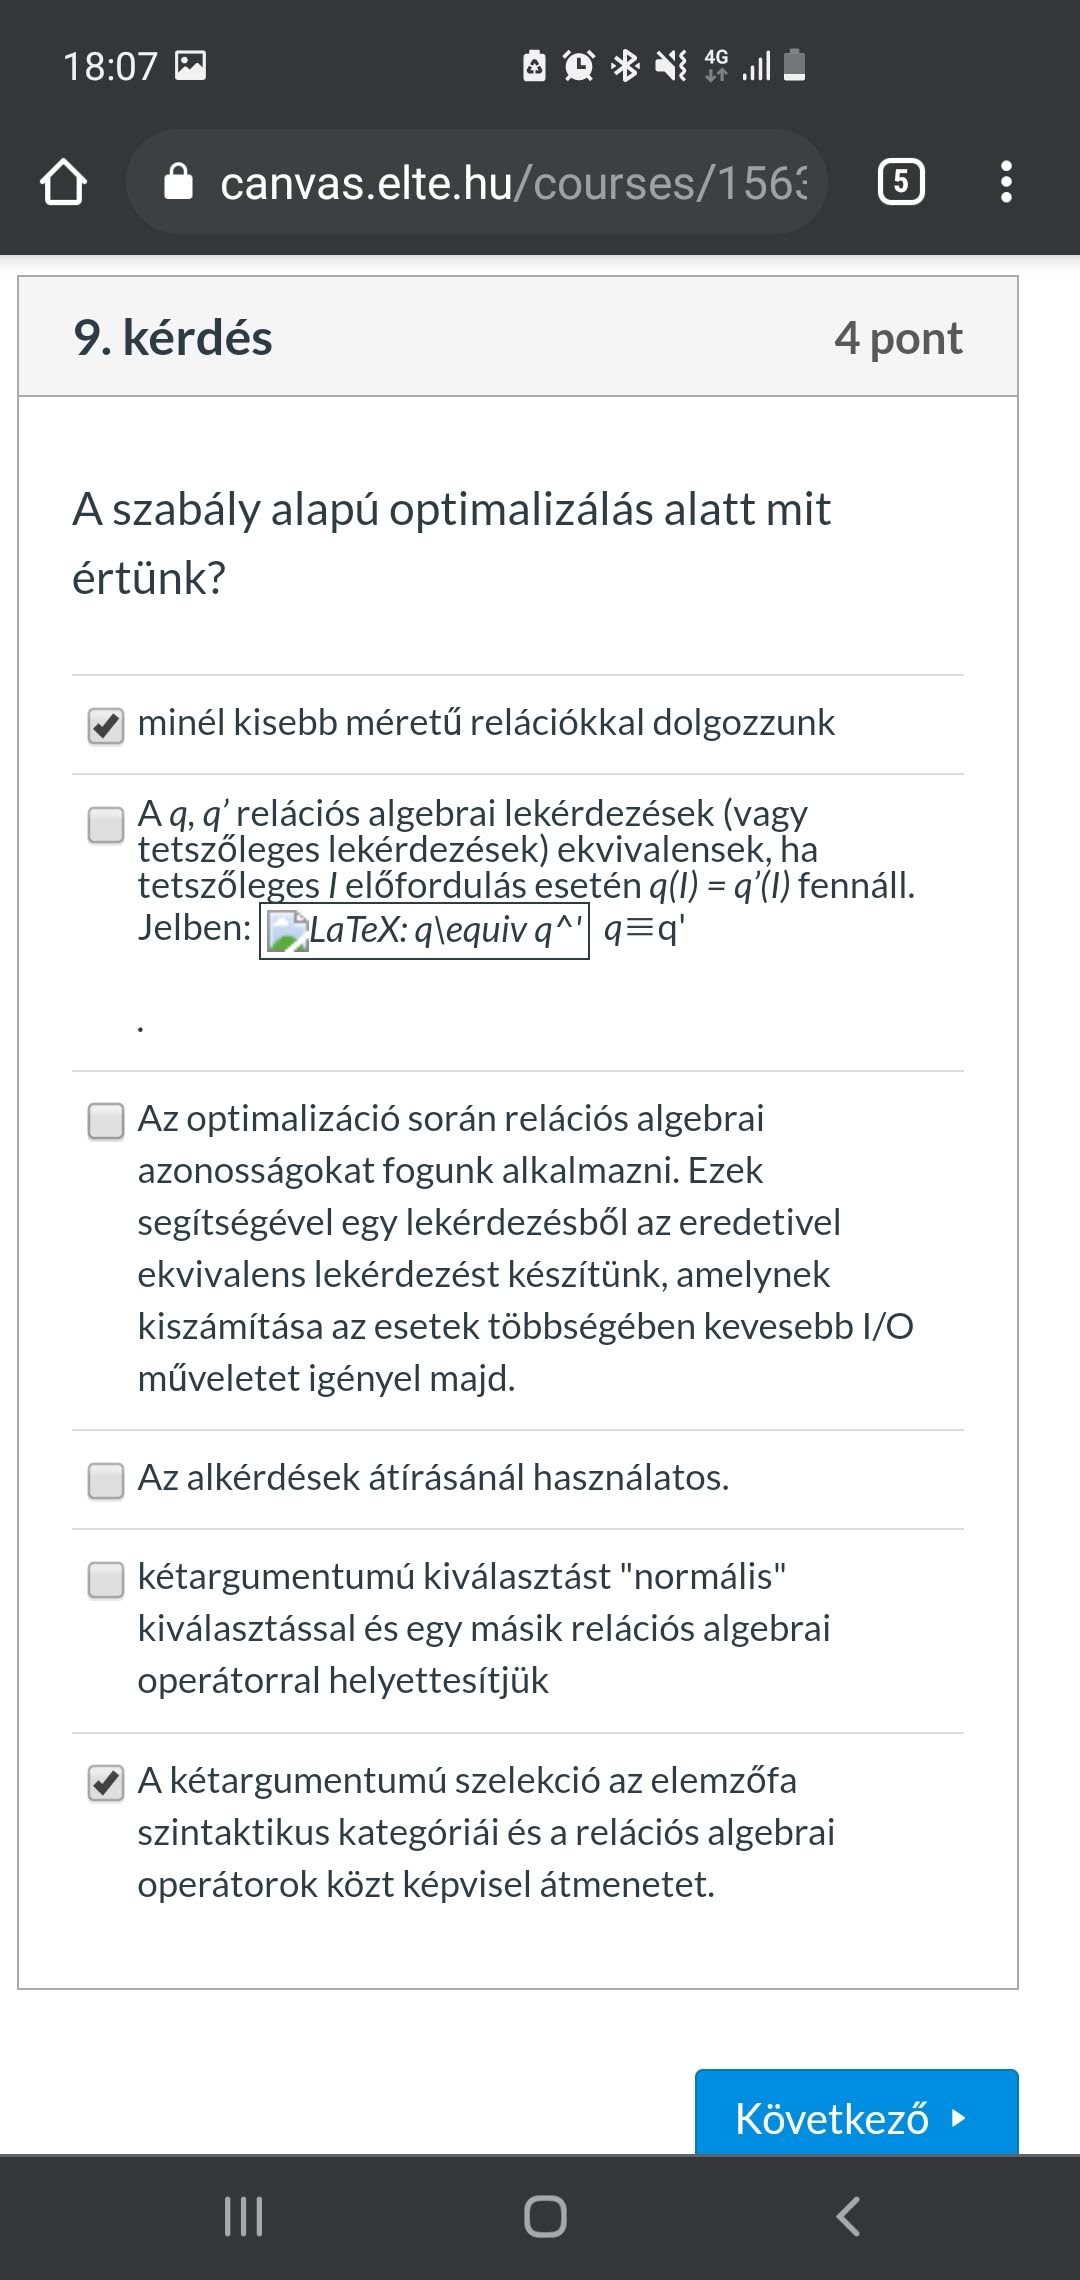 18:07
4G
canvas.elte.hu/courses/1563
5
9. kérdés
4 pont
A szabály alapú optimalizálás alatt mit
értünk?
minél kisebb méretű relációkkal dolgozzunk
A q, q’ relációs algebrai lekérdezések (vagy
tetszőleges lekérdezések) ekvivalensek, ha
tetszőleges I előfordulás esetén q(I) = q’(I) fennáll.
Jelben: LaTeX: q\equiv q^' q≡q'
.
Az optimalizáció során relációs algebrai
azonosságokat fogunk alkalmazni. Ezek
segítségével egy lekérdezésből az eredetivel
ekvivalens lekérdezést készítünk, amelynek
kiszámítása az esetek többségében kevesebb I/O
műveletet igényel majd.
Az alkérdések átírásánál használatos.
kétargumentumú kiválasztást "normális"
kiválasztással és egy másik relációs algebrai
operátorral helyettesítjük
A kétargumentumú szelekció az elemzőfa
szintaktikus kategóriái és a relációs algebrai
operátorok közt képvisel átmenetet.
Következő